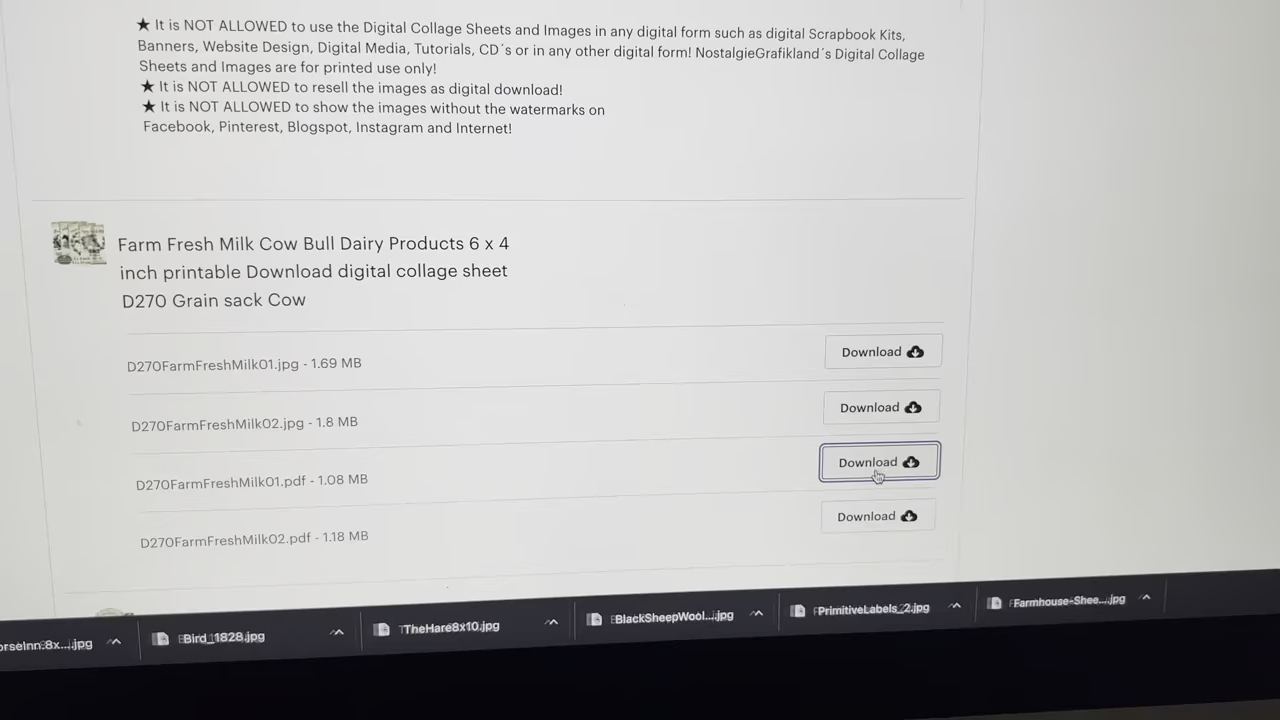 ★ It is NOT ALLOWED to use the Digital Collage Sheets and Images in any digital form such as digital Scrapbook Kits,
Banners, Website Design, Digital Media, Tutorials, CD´s or in any other digital form! NostalgieGrafikland´s Digital Collage
Sheets and Images are for printed use only!
★ It is NOT ALLOWED to resell the images as digital download!
★ It is NOT ALLOWED to show the images without the watermarks on
Facebook, Pinterest, Blogspot, Instagram and Internet!
Farm Fresh Milk Cow Bull Dairy Products 6 x 4
inch printable Download digital collage sheet
D270 Grain sack Cow
D270FarmFreshMilk01.jpg - 1.69 MB Download
D270FarmFreshMilk02.jpg - 1.8 MB Download
D270FarmFreshMilk01.pdf - 1.08 MB Download
D270FarmFreshMilk02.pdf - 1.18 MB Download
orseInn:8x...jpg Bird_1828.jpg TheHare8x10.jpg BlackSheepWool....jpg PrimitiveLabels_2.jpg Farmhouse-Shee....jpg